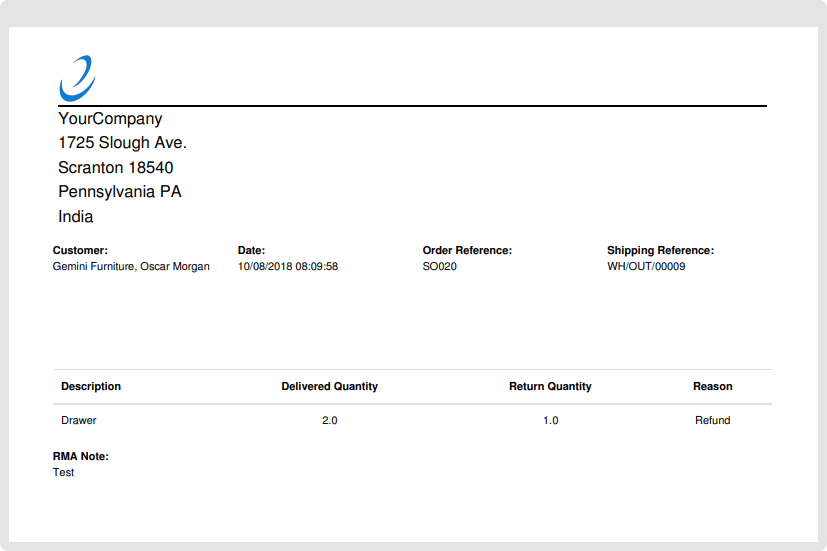 YourCompany
1725 Slough Ave.
Scranton 18540
Pennsylvania PA
India
Customer: Date: Order Reference: Shipping Reference:
Gemini Furniture, Oscar Morgan 10/08/2018 08:09:58 SO020 WH/OUT/00009
Description Delivered Quantity Return Quantity Reason
Drawer 2.0 1.0 Refund
RMA Note:
Test